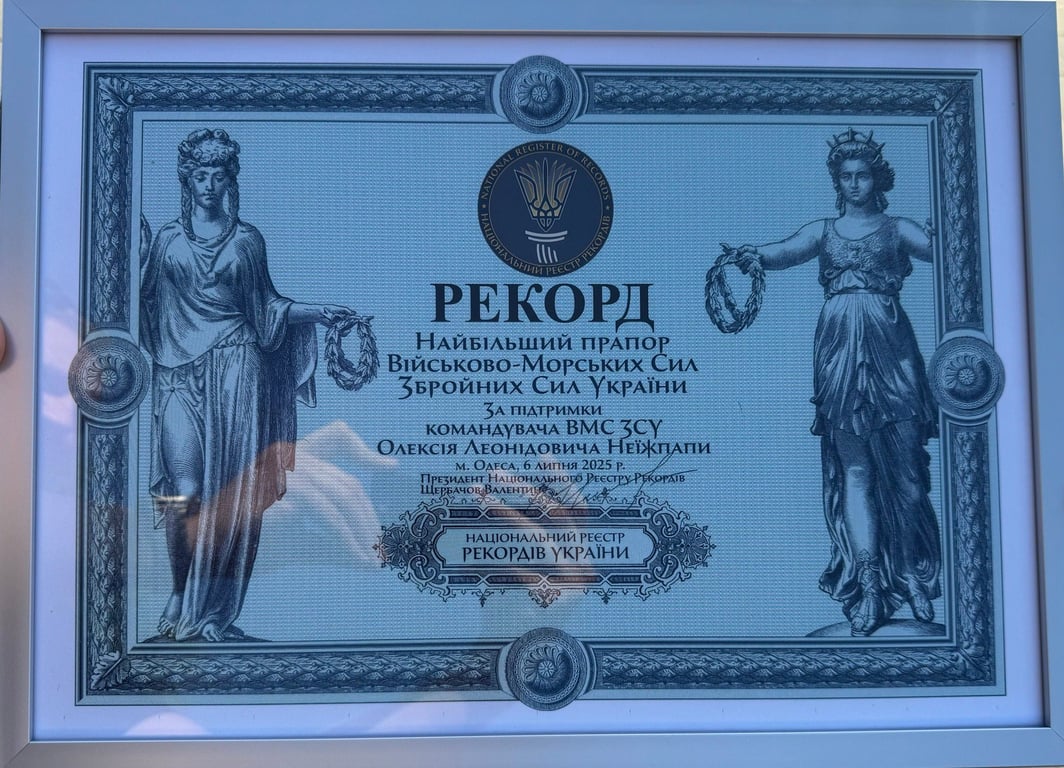 NATIONAL REGISTER OF RECORDS
НАЦІОНАЛЬНИЙ РЕЄСТР РЕКОРДІВ
РЕКОРД
Найбільший прапор
Військово-Морських Сил
Збройних Сил України
За підтримки
командувача ВМС ЗСУ
Олексія Леонідовича Неїжпапи
м. Одеса, 6 липня 2025 р.
Президент Національного Реєстру Рекордів
Щербачов Валентин
НАЦІОНАЛЬНИЙ РЕЄСТР
РЕКОРДІВ УКРАЇНИ